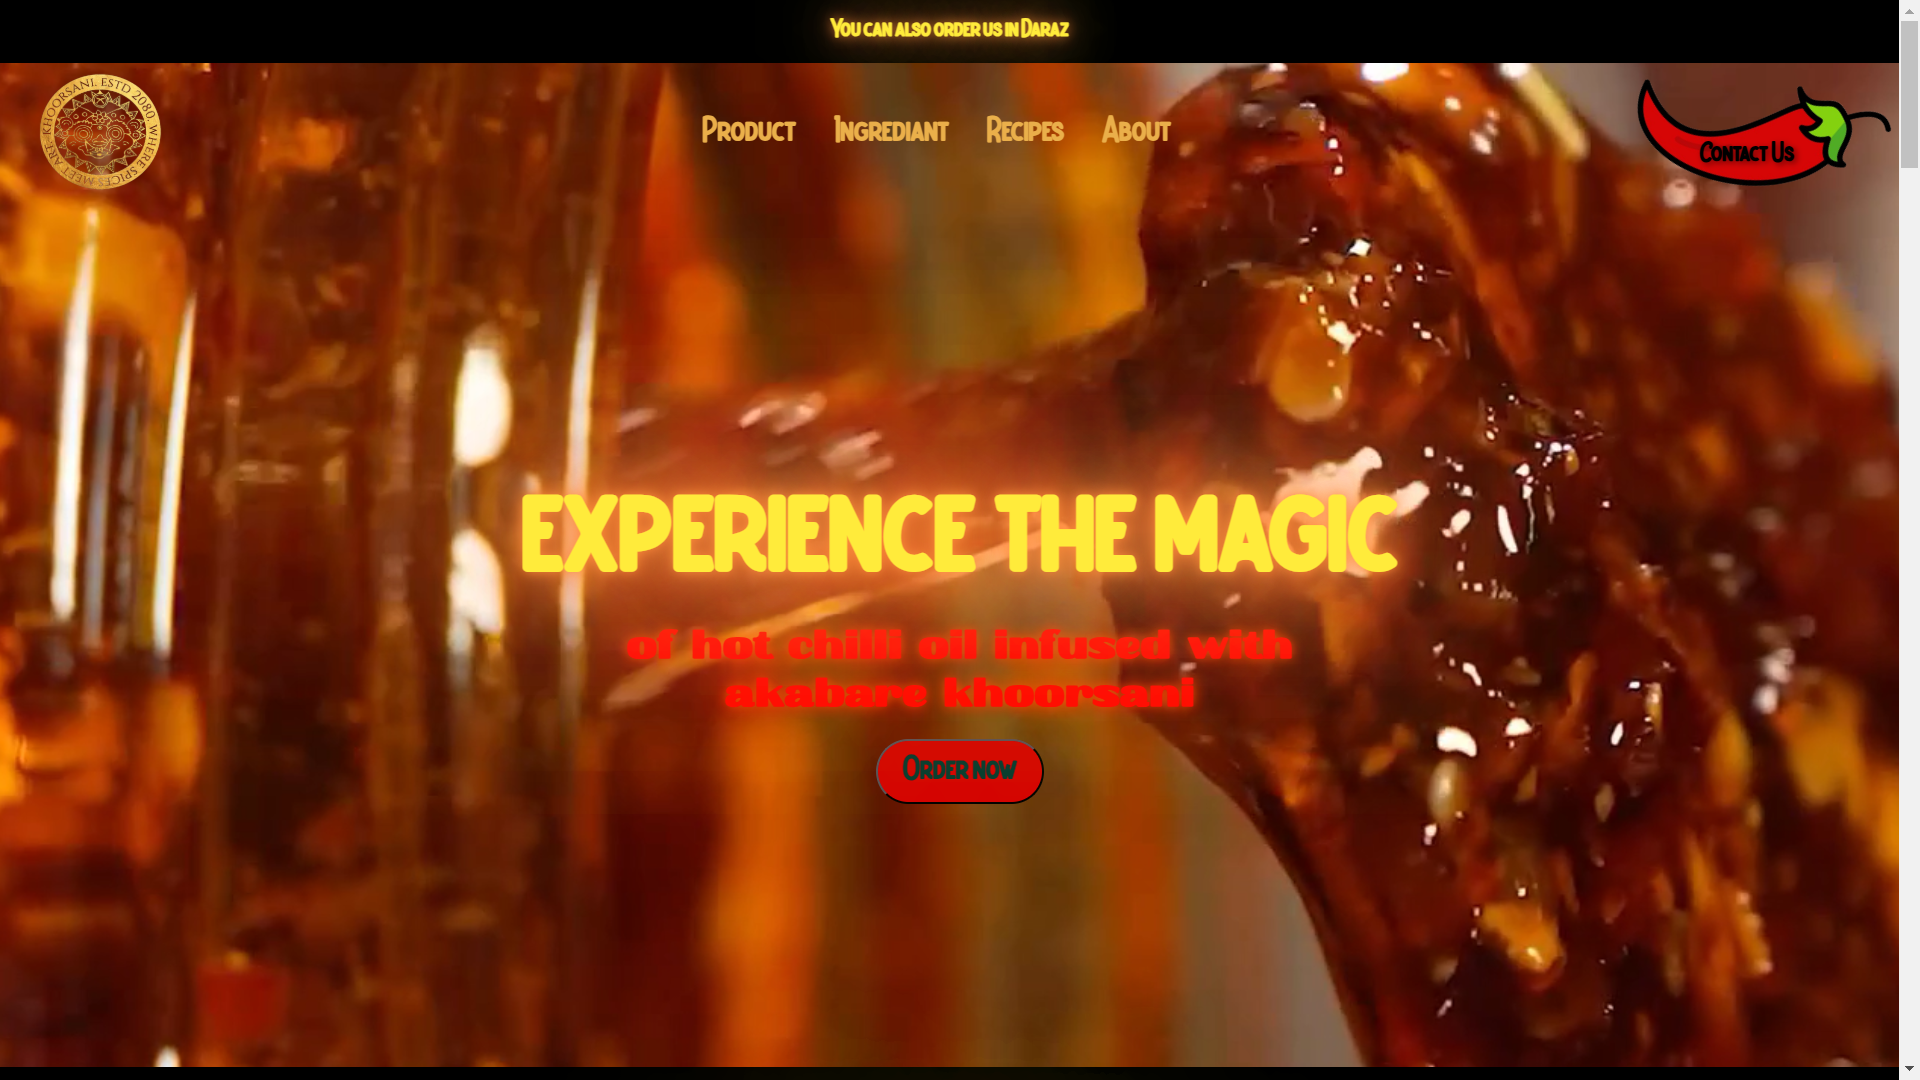 You can also order us in Daraz
KHOORSANI. ESTD 2080. WHERE SPICES MEET ART.
Product
Ingrediant
Recipes
About
Contact Us
EXPERIENCE THE MAGIC
of hot chilli oil infused with
akabare khoorsani
Order now